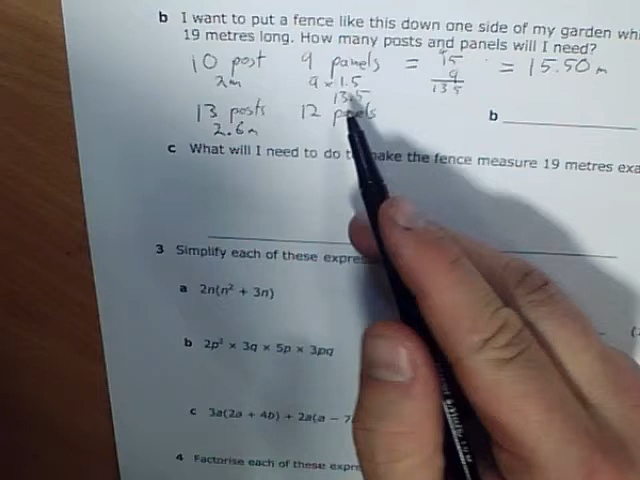 b I want to put a fence like this down one side of my garden whi
19 metres long. How many posts and panels will I need?
10 post 9 panels = 15 = 15.50 m
2m 9 x 1.5 9
13.5 135
13 posts 12 panels
2.6m
b
c What will I need to do to make the fence measure 19 metres exa
3 Simplify each of these expres
a 2n(n² + 3n)
b 2p² × 3q × 5p × 3pq
c 3a(2a + 4b) + 2a(a − 7
4 Factorise each of these expre